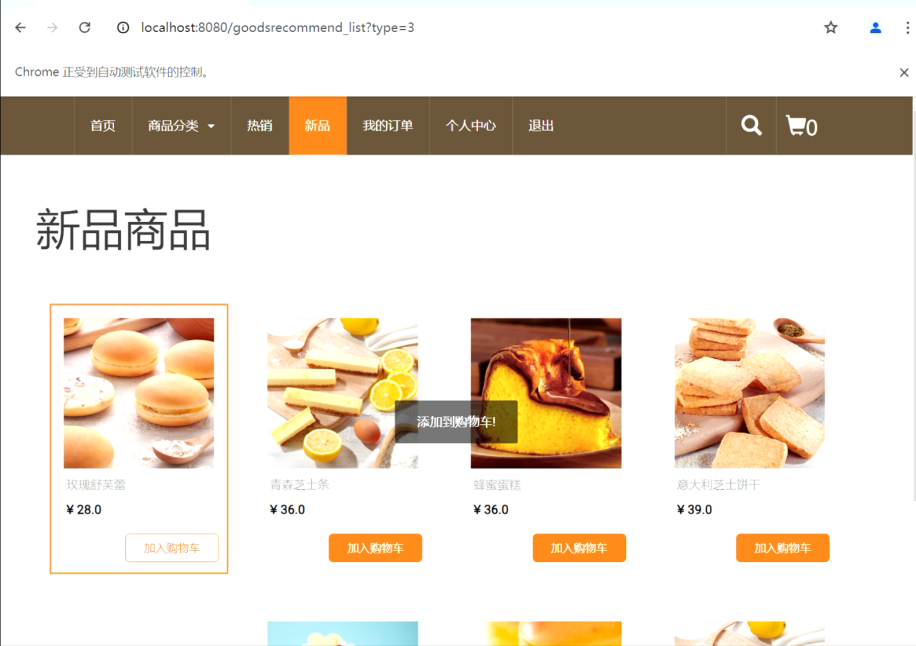 localhost:8080/goodsrecommend_list?type=3
Chrome 正受到自动测试软件的控制。
首页 商品分类 热销 新品 我的订单 个人中心 退出 0
新品商品
添加到购物车!
玫瑰舒芙蕾 青森芝士条 蜂蜜蛋糕 意大利芝士饼干
¥ 28.0 ¥ 36.0 ¥ 36.0 ¥ 39.0
加入购物车 加入购物车 加入购物车 加入购物车